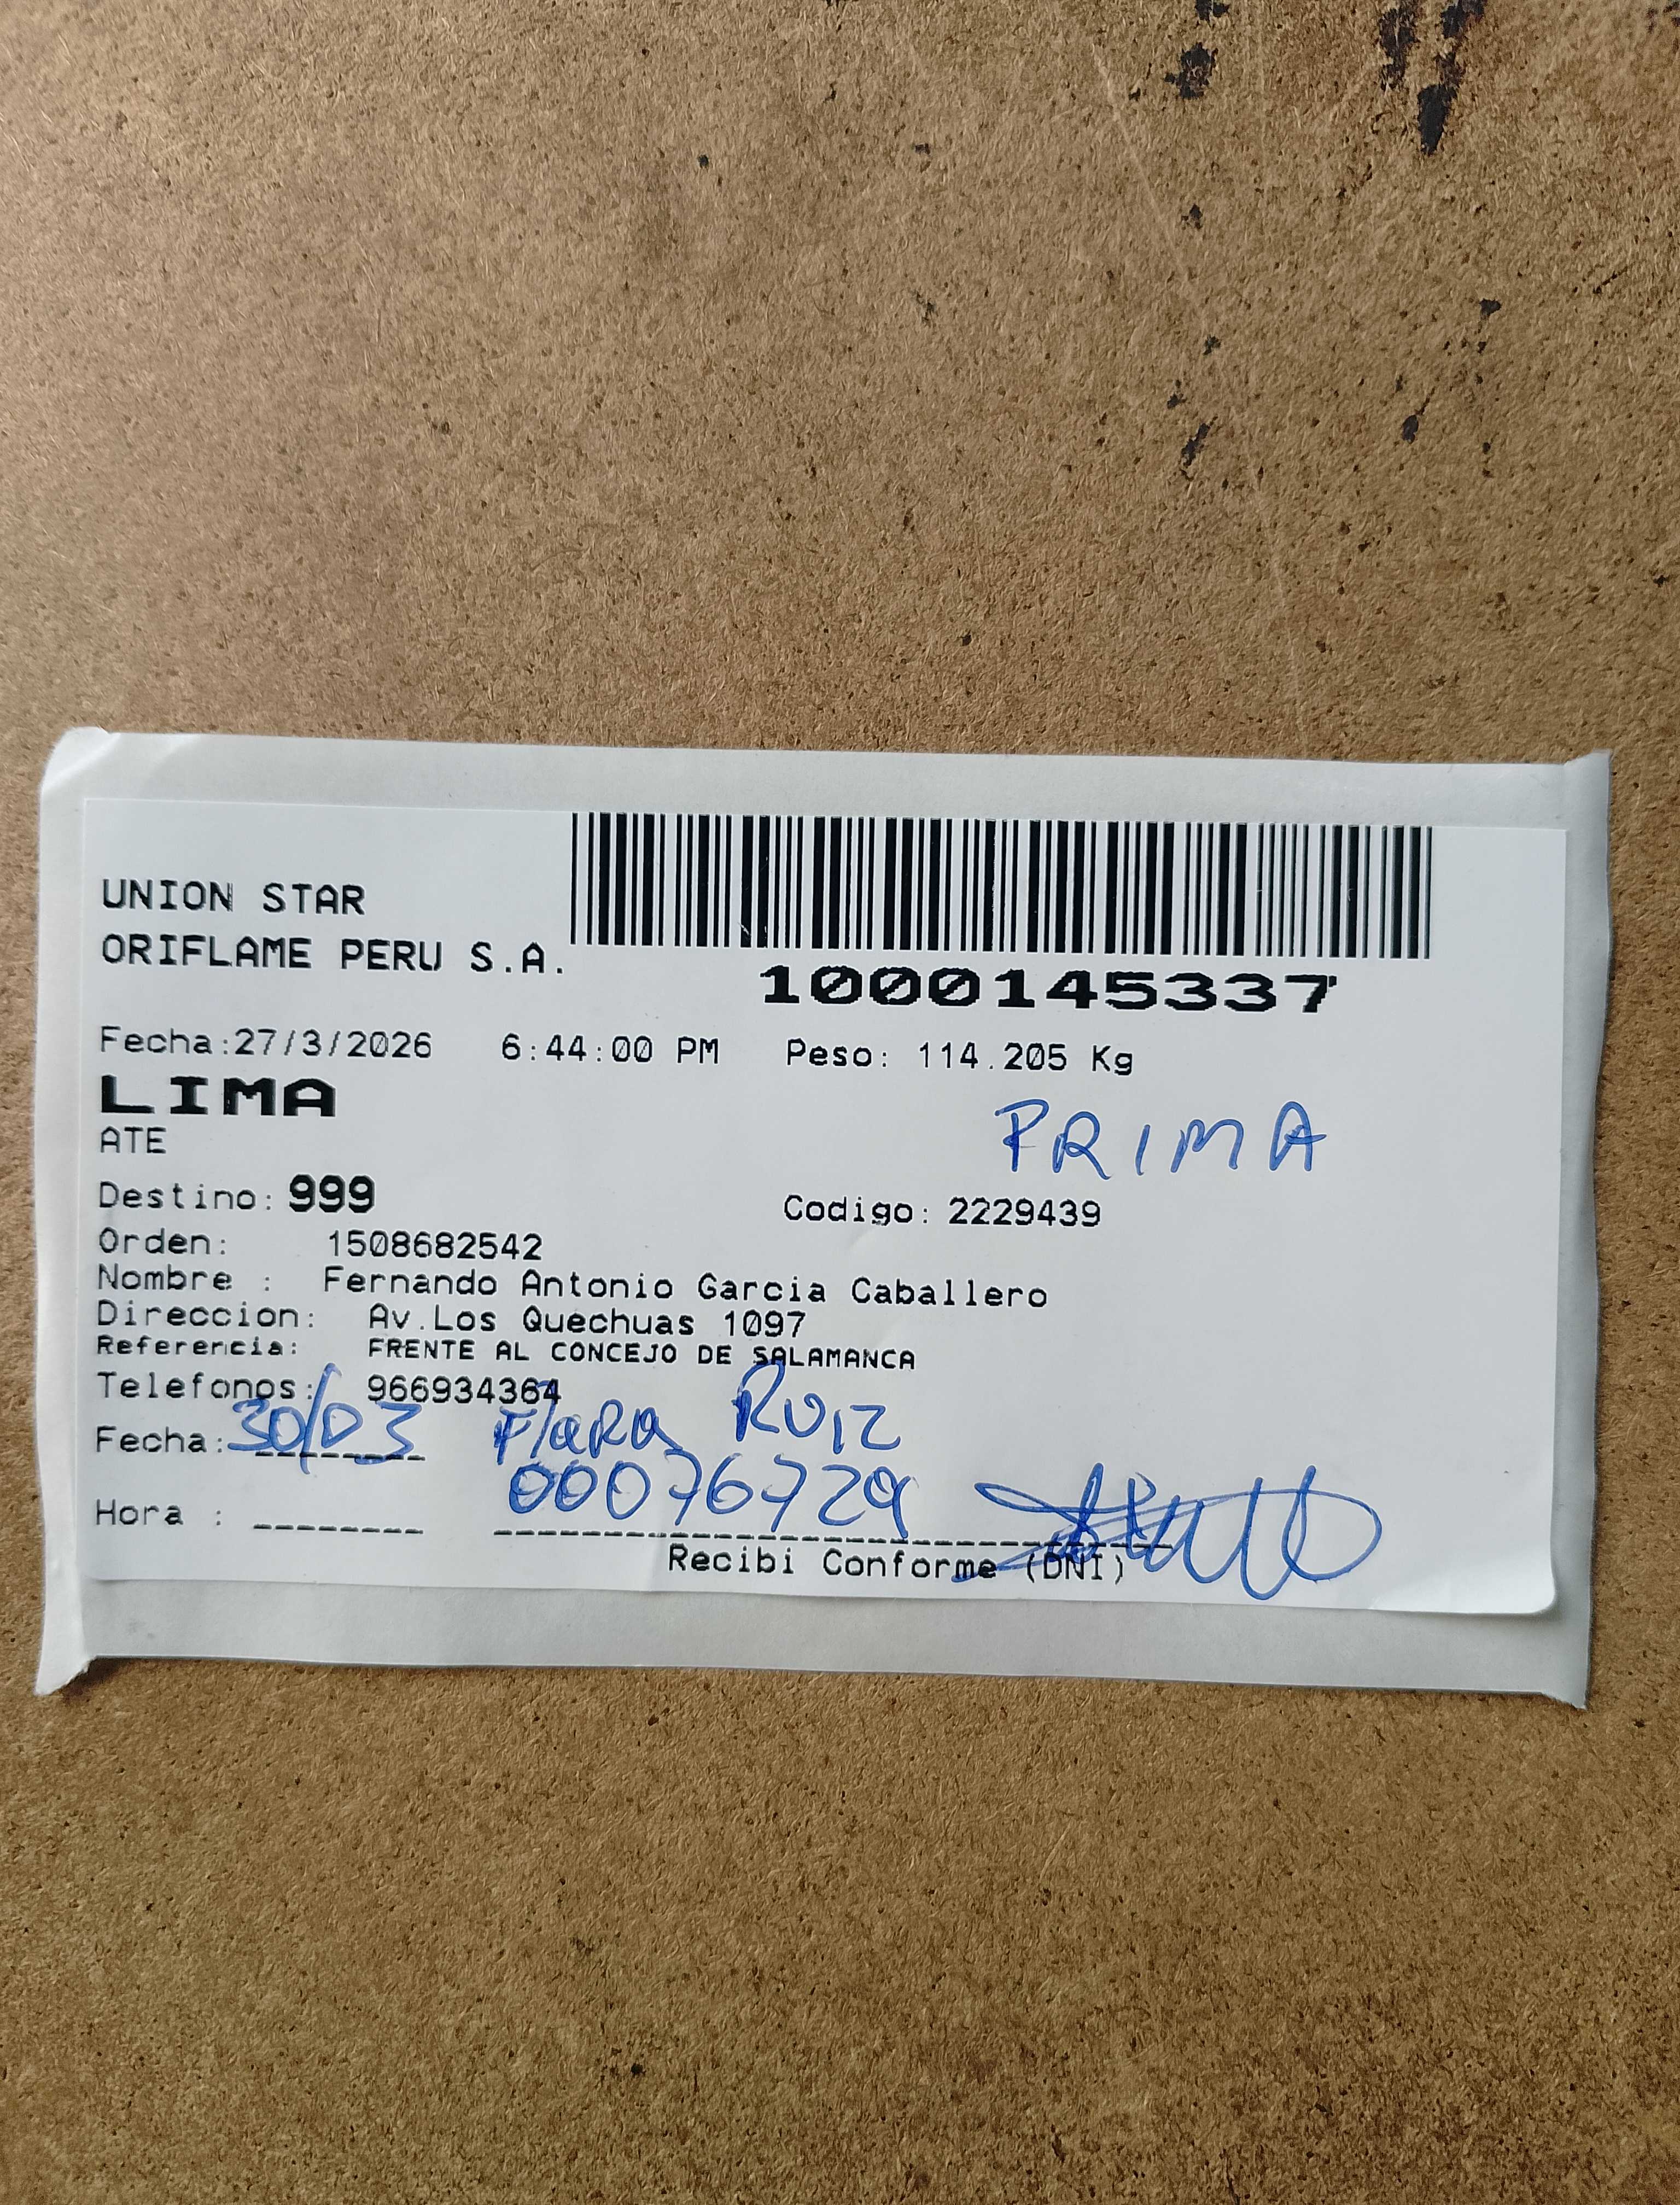 UNION STAR
ORIFLAME PERU S.A.
1000145337
Fecha:27/3/2026 6:44:00 PM Peso: 114.205 Kg
LIMA
PRIMA
ATE
Destino: 999 Codigo: 2229439
Orden: 1508682542
Nombre : Fernando Antonio Garcia Caballero
Direccion: Av.Los Quechuas 1097
Referencia: FRENTE AL CONCEJO DE SALAMANCA
Telefonos: 966934364
Fecha: 30/03 Ruiz
00076729
Hora : --------
Recibi Conforme (DNI)